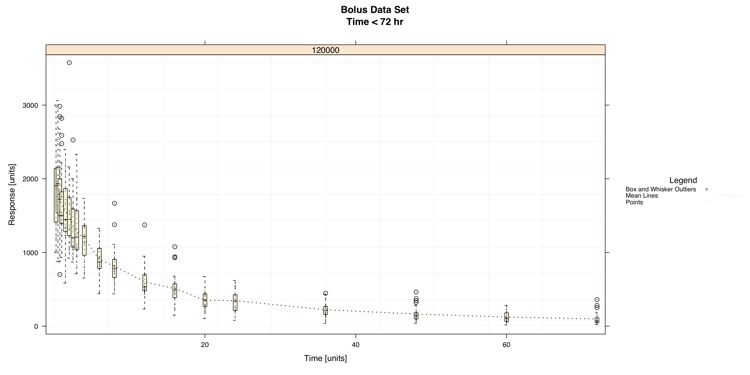 Bolus Data Set
Time < 72 hr
120000
3000
2000
1000
0
Response [units]
20
40
60
Time [units]
Legend
Box and Whisker Outliers
Mean Lines
Points